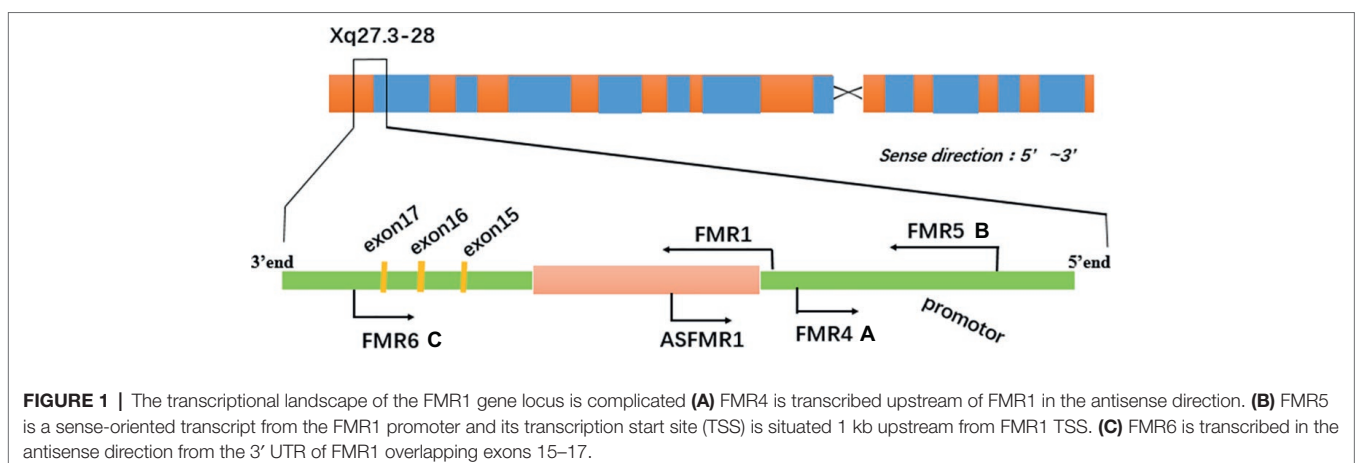 Xq27.3-28
Sense direction : 5' ~3'
exon17
exon16
exon15
FMR1
FMR5 B
3'end
5'end
promotor
FMR6 C
ASFMR1
FMR4 A
FIGURE 1 | The transcriptional landscape of the FMR1 gene locus is complicated (A) FMR4 is transcribed upstream of FMR1 in the antisense direction. (B) FMR5
is a sense-oriented transcript from the FMR1 promoter and its transcription start site (TSS) is situated 1 kb upstream from FMR1 TSS. (C) FMR6 is transcribed in the
antisense direction from the 3′ UTR of FMR1 overlapping exons 15–17.